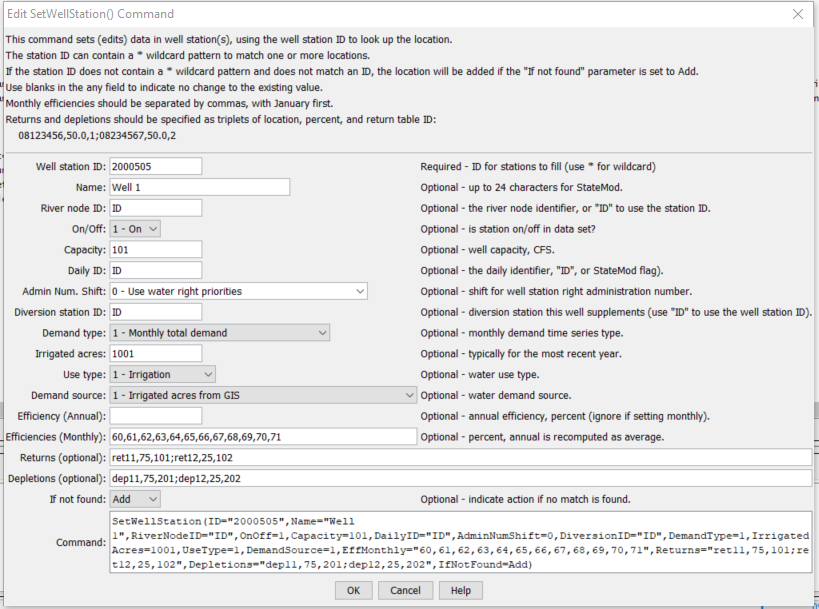 Edit SetWellStation() Command
This command sets (edits) data in well station(s), using the well station ID to look up the location.
The station ID can contain a * wildcard pattern to match one or more locations.
If the station ID does not contain a * wildcard pattern and does not match an ID, the location will be added if the "If not found" parameter is set to Add.
Use blanks in the any field to indicate no change to the existing value.
Monthly efficiencies should be separated by commas, with January first.
Returns and depletions should be specified as triplets of location, percent, and return table ID:
08123456,50.0,1;08234567,50.0,2
Well station ID: 2000505 Required - ID for stations to fill (use * for wildcard)
Name: Well 1 Optional - up to 24 characters for StateMod.
River node ID: ID Optional - the river node identifier, or "ID" to use the station ID.
On/Off: 1 - On Optional - is station on/off in data set?
Capacity: 101 Optional - well capacity, CFS.
Daily ID: ID Optional - the daily identifier, "ID", or StateMod flag).
Admin Num. Shift: 0 - Use water right priorities Optional - shift for well station right administration number.
Diversion station ID: ID Optional - diversion station this well supplements (use "ID" to use the well station ID).
Demand type: 1 - Monthly total demand Optional - monthly demand time series type.
Irrigated acres: 1001 Optional - typically for the most recent year.
Use type: 1 - Irrigation Optional - water use type.
Demand source: 1 - Irrigated acres from GIS Optional - water demand source.
Efficiency (Annual): Optional - annual efficiency, percent (ignore if setting monthly).
Efficiencies (Monthly): 60,61,62,63,64,65,66,67,68,69,70,71 Optional - percent, annual is recomputed as average.
Returns (optional): ret11,75,101;ret12,25,102
Depletions (optional): dep11,75,201;dep12,25,202
If not found: Add Optional - indicate action if no match is found.
Command: SetWellStation(ID="2000505",Name="Well
1",RiverNodeID="ID",OnOff=1,Capacity=101,DailyID="ID",AdminNumShift=0,DiversionID="ID",DemandType=1,Irrigated
Acres=1001,UseType=1,DemandSource=1,EffMonthly="60,61,62,63,64,65,66,67,68,69,70,71",Returns="ret11,75,101;re
t12,25,102",Depletions="dep11,75,201;dep12,25,202",IfNotFound=Add)
OK Cancel Help